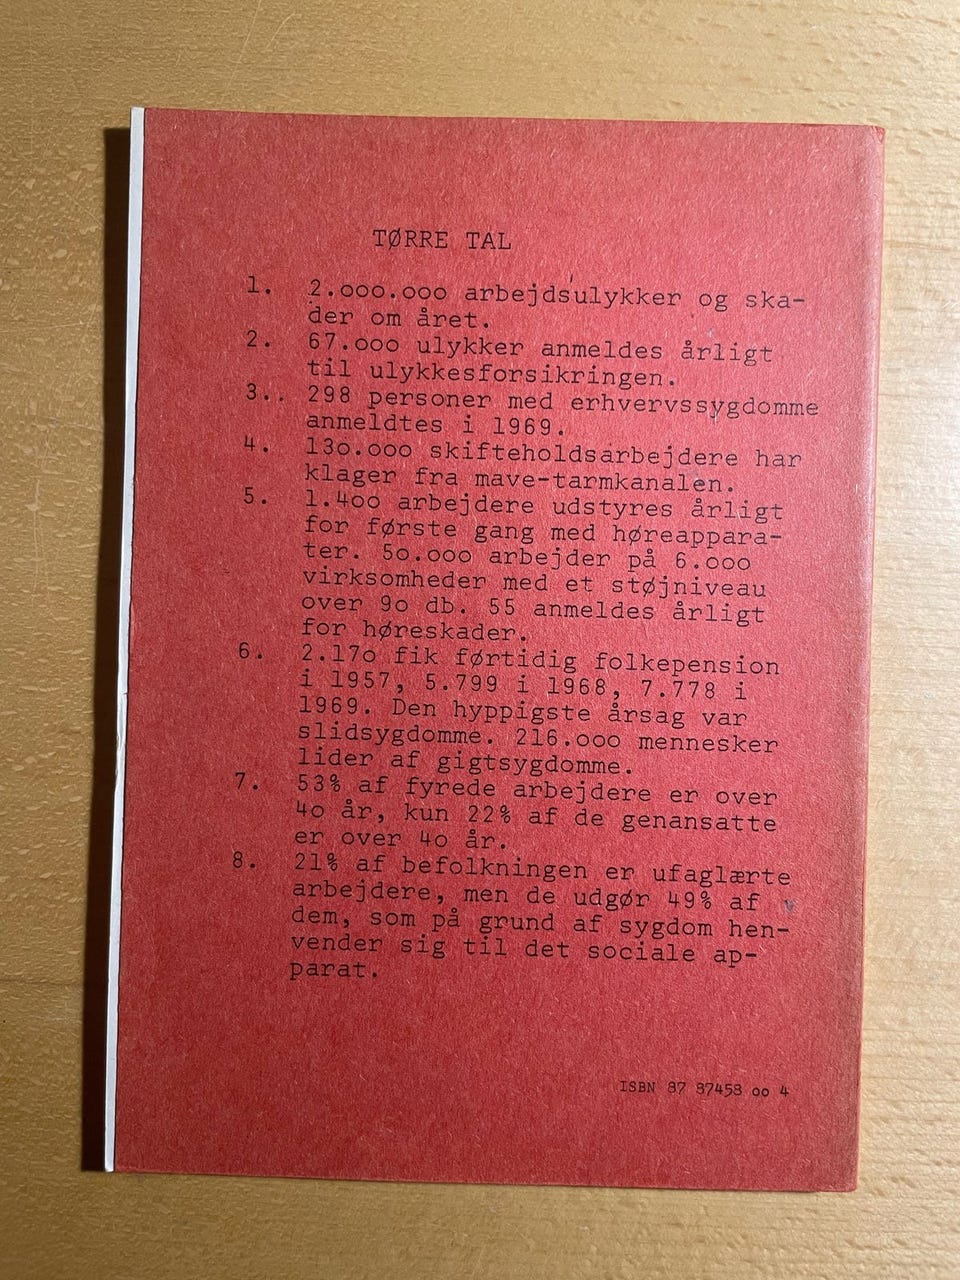 TØRRE TAL
1. 2.ooo.ooo arbejdsulykker og ska-
der om året.
2. 67.ooo ulykker anmeldes årligt
til ulykkesforsikringen.
3.. 298 personer med erhvervssygdomme
anmeldtes i 1969.
4. 13o.ooo skifteholdsarbejdere har
klager fra mave-tarmkanalen.
5. 1.4oo arbejdere udstyres årligt
for første gang med høreappara-
ter. 5o.ooo arbejder på 6.ooo
virksomheder med et støjniveau
over 9o db. 55 anmeldes årligt
for høreskader.
6. 2.17o fik førtidig folkepension
i 1957, 5.799 i 1968, 7.778 i
1969. Den hyppigste årsag var
slidsygdomme. 216.ooo mennesker
lider af gigtsygdomme.
7. 53% af fyrede arbejdere er over
4o år, kun 22% af de genansatte
er over 4o år.
8. 21% af befolkningen er ufaglærte
arbejdere, men de udgør 49% af
dem, som på grund af sygdom hen-
vender sig til det sociale ap-
parat.
ISBN 87 87458 oo 4